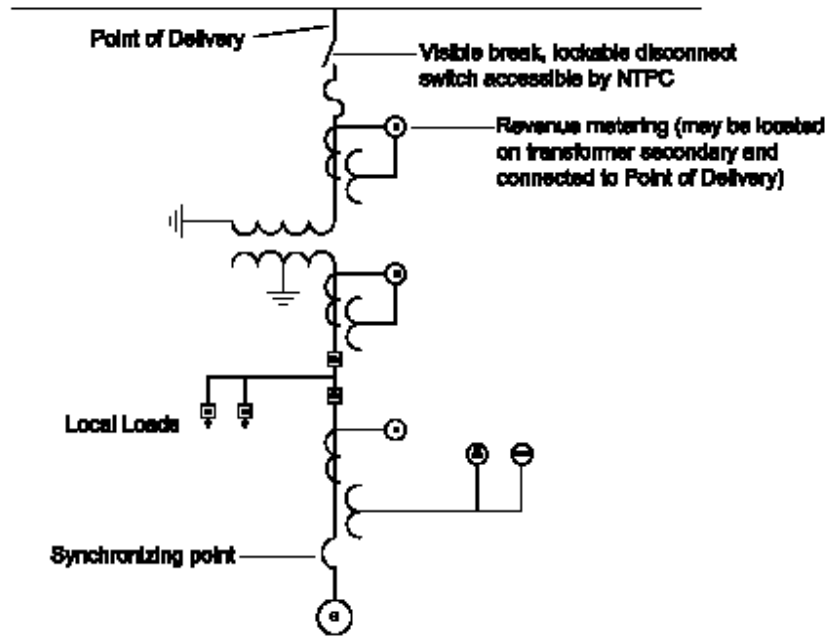 Point of Delivery
Visible break, lockable disconnect
switch accessible by NTPC
Revenue metering (may be located
on transformer secondary and
connected to Point of Delivery)
Local Loads
Synchronizing point